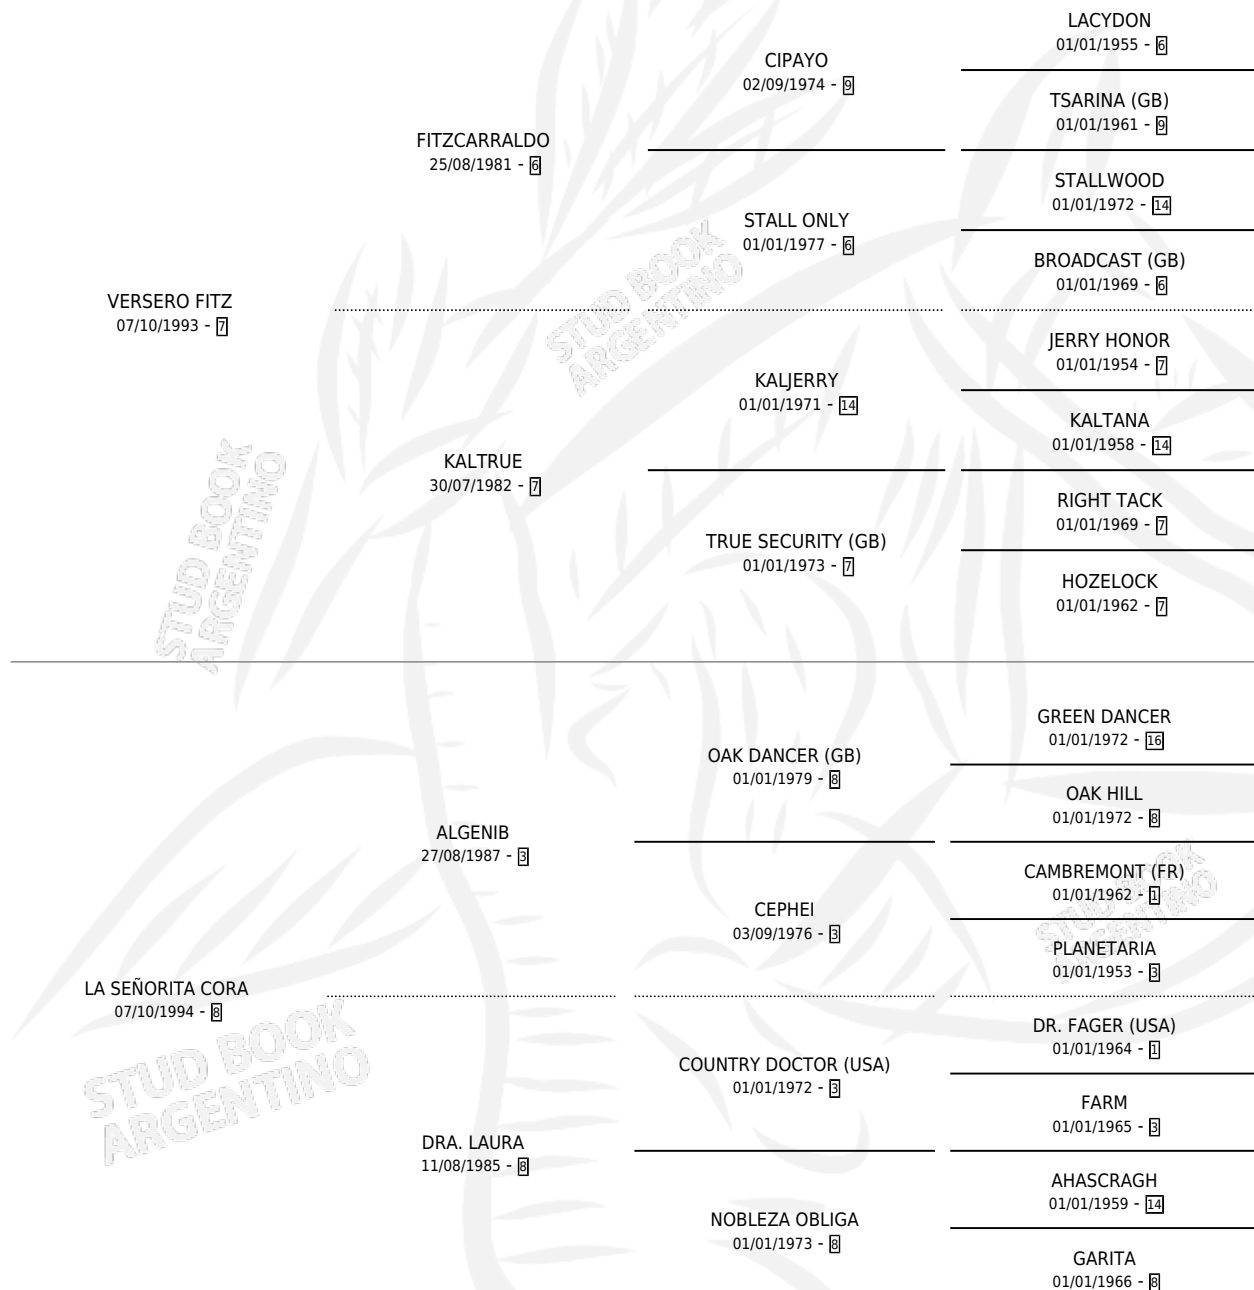 LACYDON
01/01/1955 - 6
CIPAYO
02/09/1974 - 9
TSARINA (GB)
01/01/1961 - 9
FITZCARRALDO
25/08/1981 - 6
STALLWOOD
01/01/1972 - 14
STALL ONLY
01/01/1977 - 6
BROADCAST (GB)
01/01/1969 - 6
VERSERO FITZ
07/10/1993 - 7
JERRY HONOR
01/01/1954 - 7
KALJERRY
01/01/1971 - 14
KALTANA
01/01/1958 - 14
KALTRUE
30/07/1982 - 7
RIGHT TACK
01/01/1969 - 7
TRUE SECURITY (GB)
01/01/1973 - 7
HOZELOCK
01/01/1962 - 7
GREEN DANCER
01/01/1972 - 16
OAK DANCER (GB)
01/01/1979 - 8
OAK HILL
01/01/1972 - 8
ALGENIB
27/08/1987 - 3
CAMBREMONT (FR)
01/01/1962 - 1
CEPHEI
03/09/1976 - 3
PLANETARIA
01/01/1953 - 3
LA SEÑORITA CORA
07/10/1994 - 8
DR. FAGER (USA)
01/01/1964 - 1
COUNTRY DOCTOR (USA)
01/01/1972 - 3
FARM
01/01/1965 - 3
DRA. LAURA
11/08/1985 - 8
AHASCRAGH
01/01/1959 - 14
NOBLEZA OBLIGA
01/01/1973 - 8
GARITA
01/01/1966 - 8
STUD BOOK
ARGENTINO
STUD BOOK
ARGENTINO
STUD BOOK
ARGENTINO
STUD BOOK
ARGENTINO